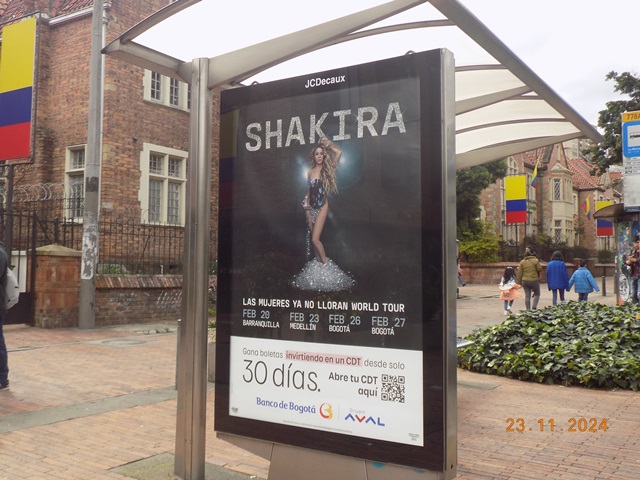 JCDecaux
SHAKIRA
LAS MUJERES YA NO LLORAN WORLD TOUR
FEB 20 FEB 23 FEB 26 FEB 27
BARRANQUILLA MEDELLÍN BOGOTÁ BOGOTÁ
Gana boletas invirtiendo en un CDT desde solo
30 días.
Abre tu CDT
aquí
Banco de Bogotá
AVAL
23.11.2024